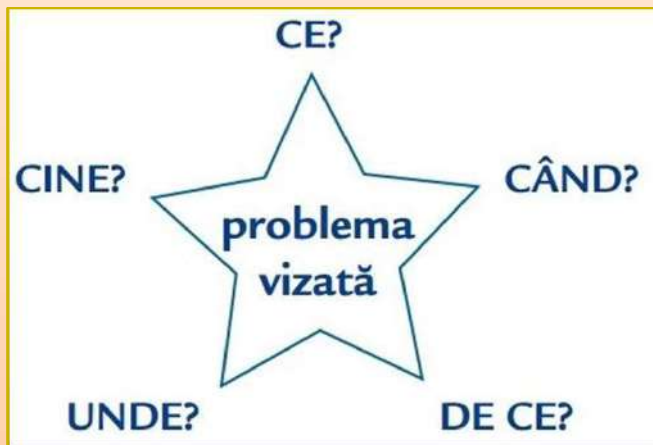 CE?
CINE?
CÂND?
problema
vizată
UNDE?
DE CE?